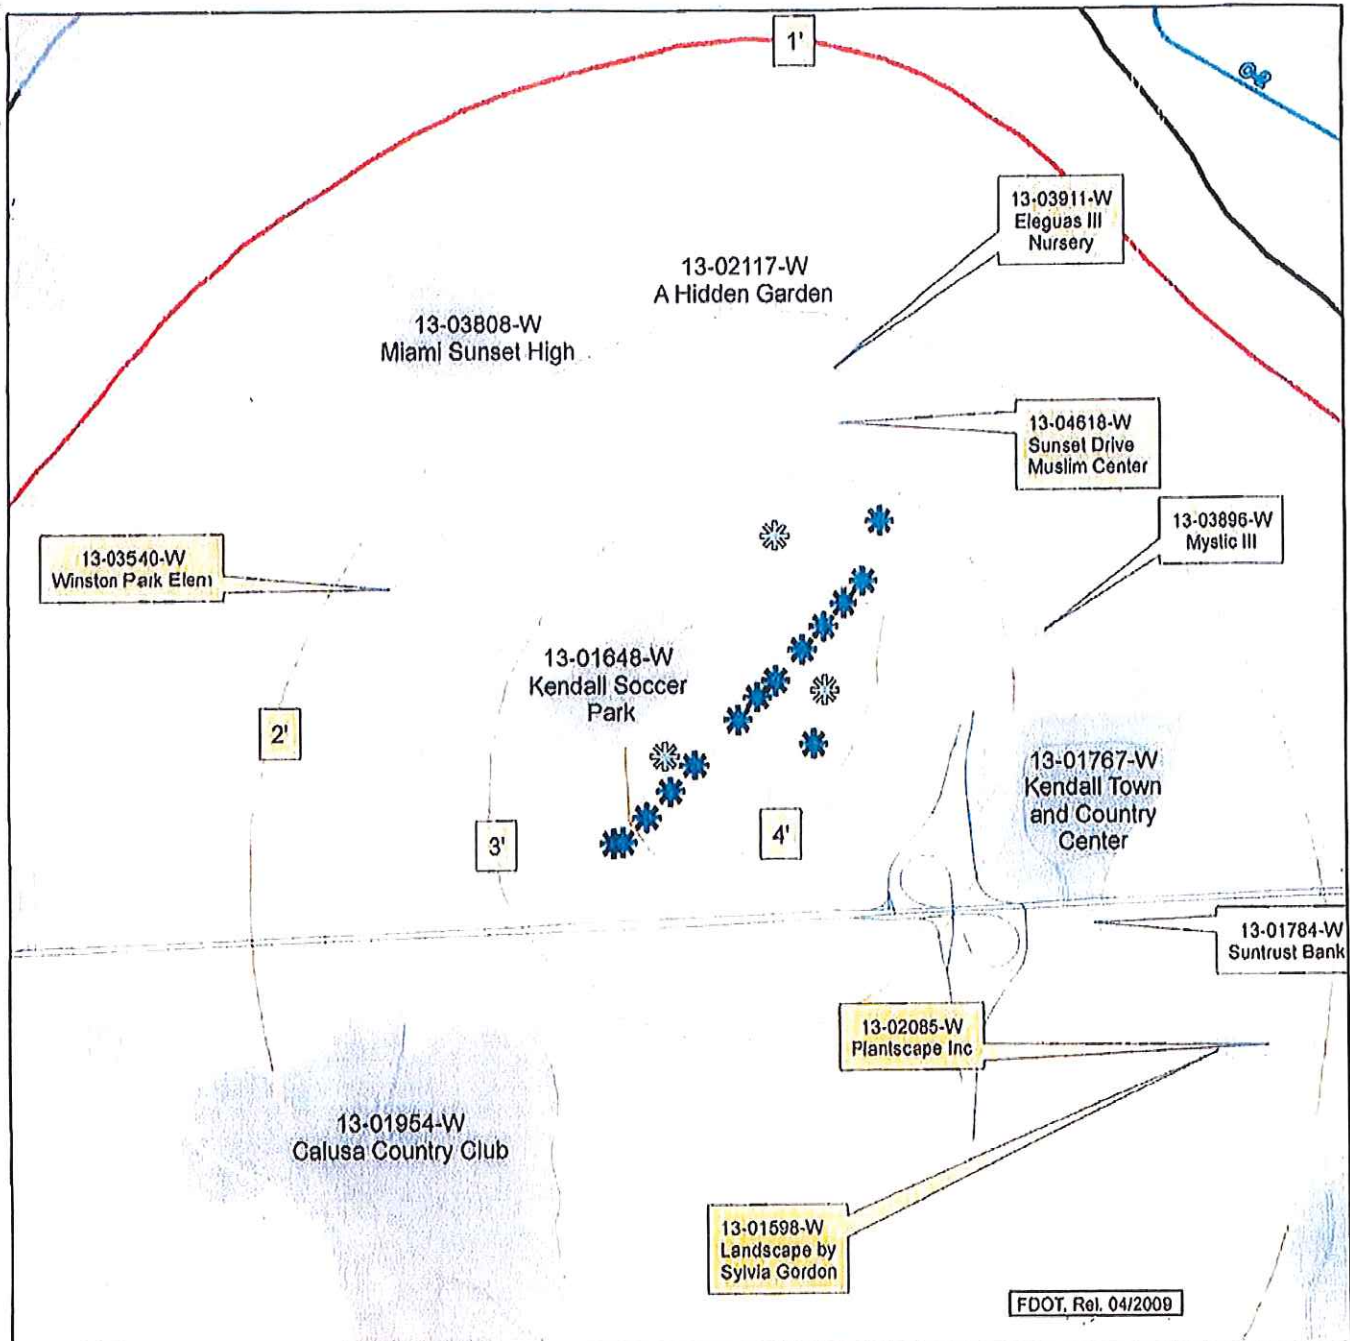 1'
13-03911-W
Eleguas III
Nursery
13-02117-W
A Hidden Garden
13-03808-W
Miami Sunset High
13-04618-W
Sunset Drive
Muslim Center
13-03896-W
Mystic III
13-03540-W
Winston Park Elem
13-01648-W
Kendall Soccer
Park
2'
13-01767-W
Kendall Town
and Country
Center
3'
4'
13-01784-W
Suntrust Bank
13-02085-W
Plantscape Inc
13-01954-W
Calusa Country Club
13-01598-W
Landscape by
Sylvia Gordon
FDOT, Rel. 04/2009